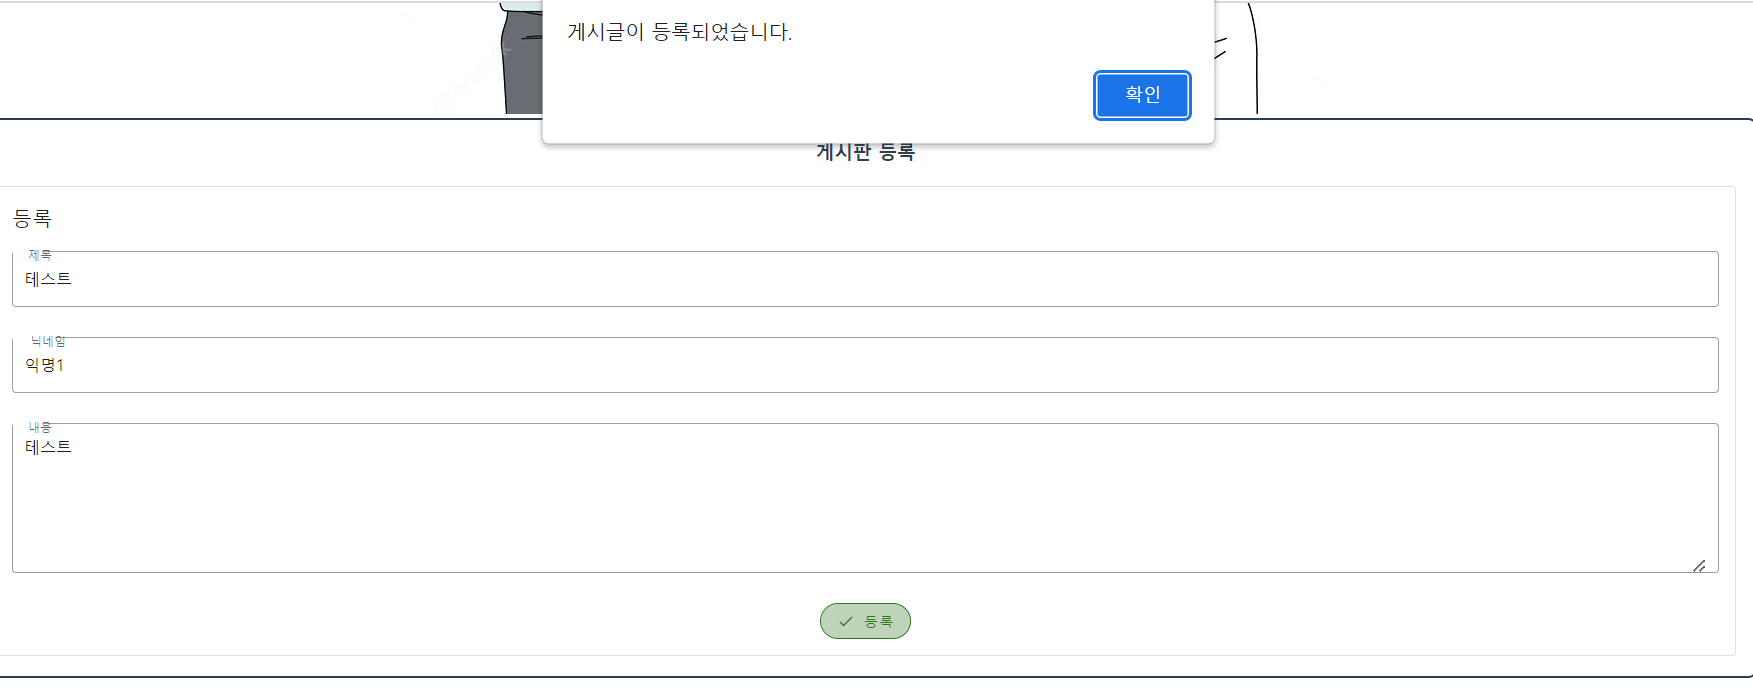 게시글이 등록되었습니다.
확인
게시판 등록
등록
제목
테스트
닉네임
익명1
내용
테스트
등록